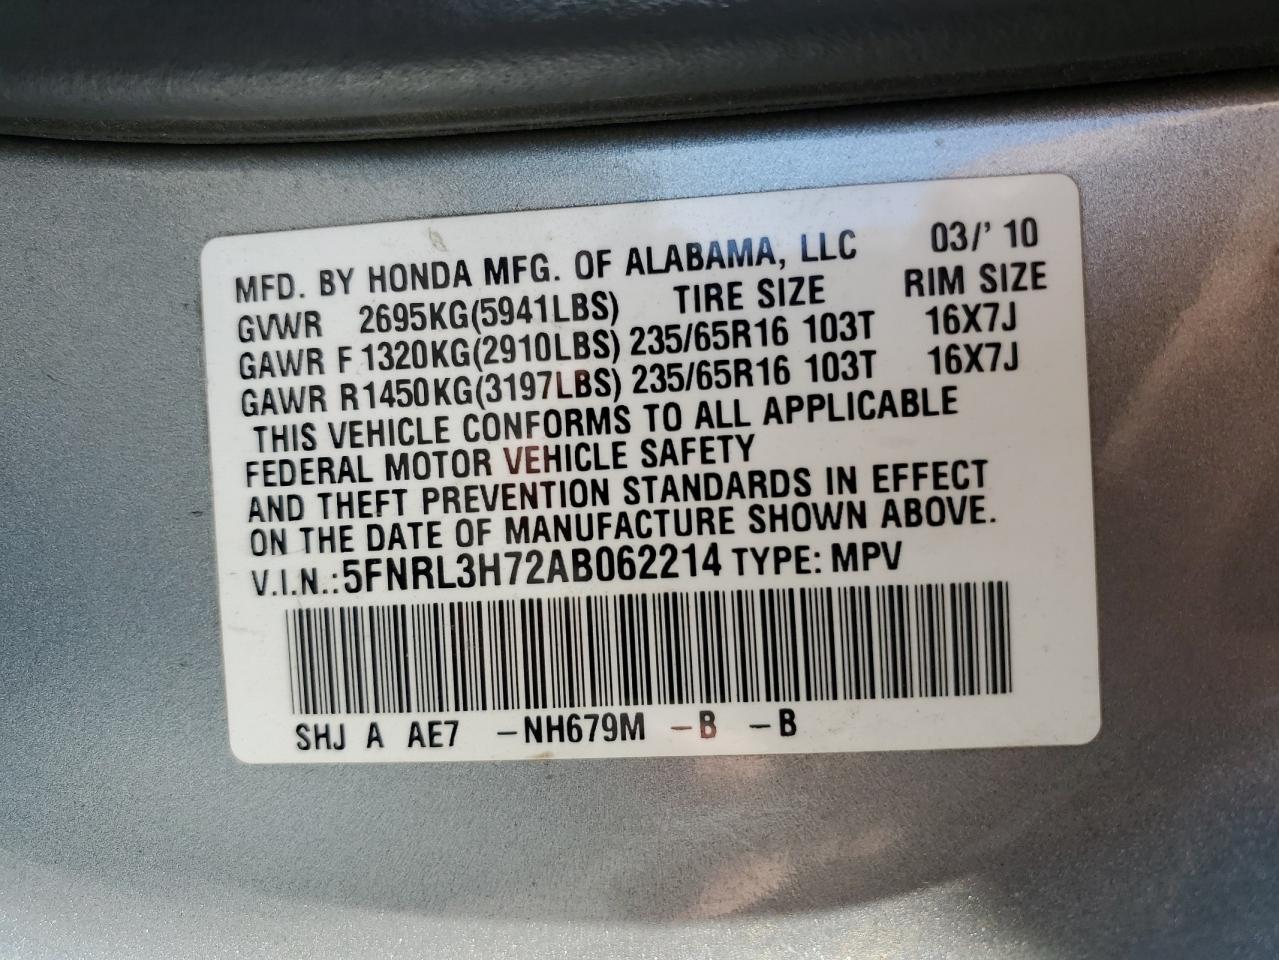 MFD. BY HONDA MFG. OF ALABAMA, LLC 03/' 10
GVWR 2695KG(5941LBS) TIRE SIZE RIM SIZE
GAWR F 1320KG(2910LBS) 235/65R16 103T 16X7J
GAWR R 1450KG(3197LBS) 235/65R16 103T 16X7J
THIS VEHICLE CONFORMS TO ALL APPLICABLE
FEDERAL MOTOR VEHICLE SAFETY
AND THEFT PREVENTION STANDARDS IN EFFECT
ON THE DATE OF MANUFACTURE SHOWN ABOVE.
V.I.N.:5FNRL3H72AB062214 TYPE: MPV
SHJ A AE7 -NH679M -B -B